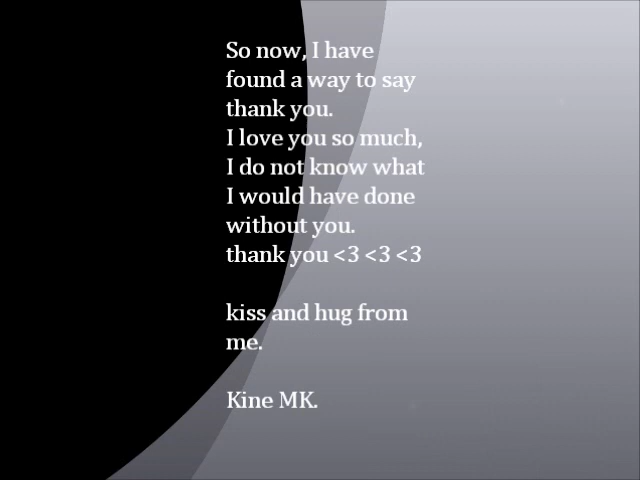 So now, I have
found a way to say
thank you.
I love you so much,
I do not know what
I would have done
without you.
thank you <3 <3 <3
kiss and hug from
me.
Kine MK.